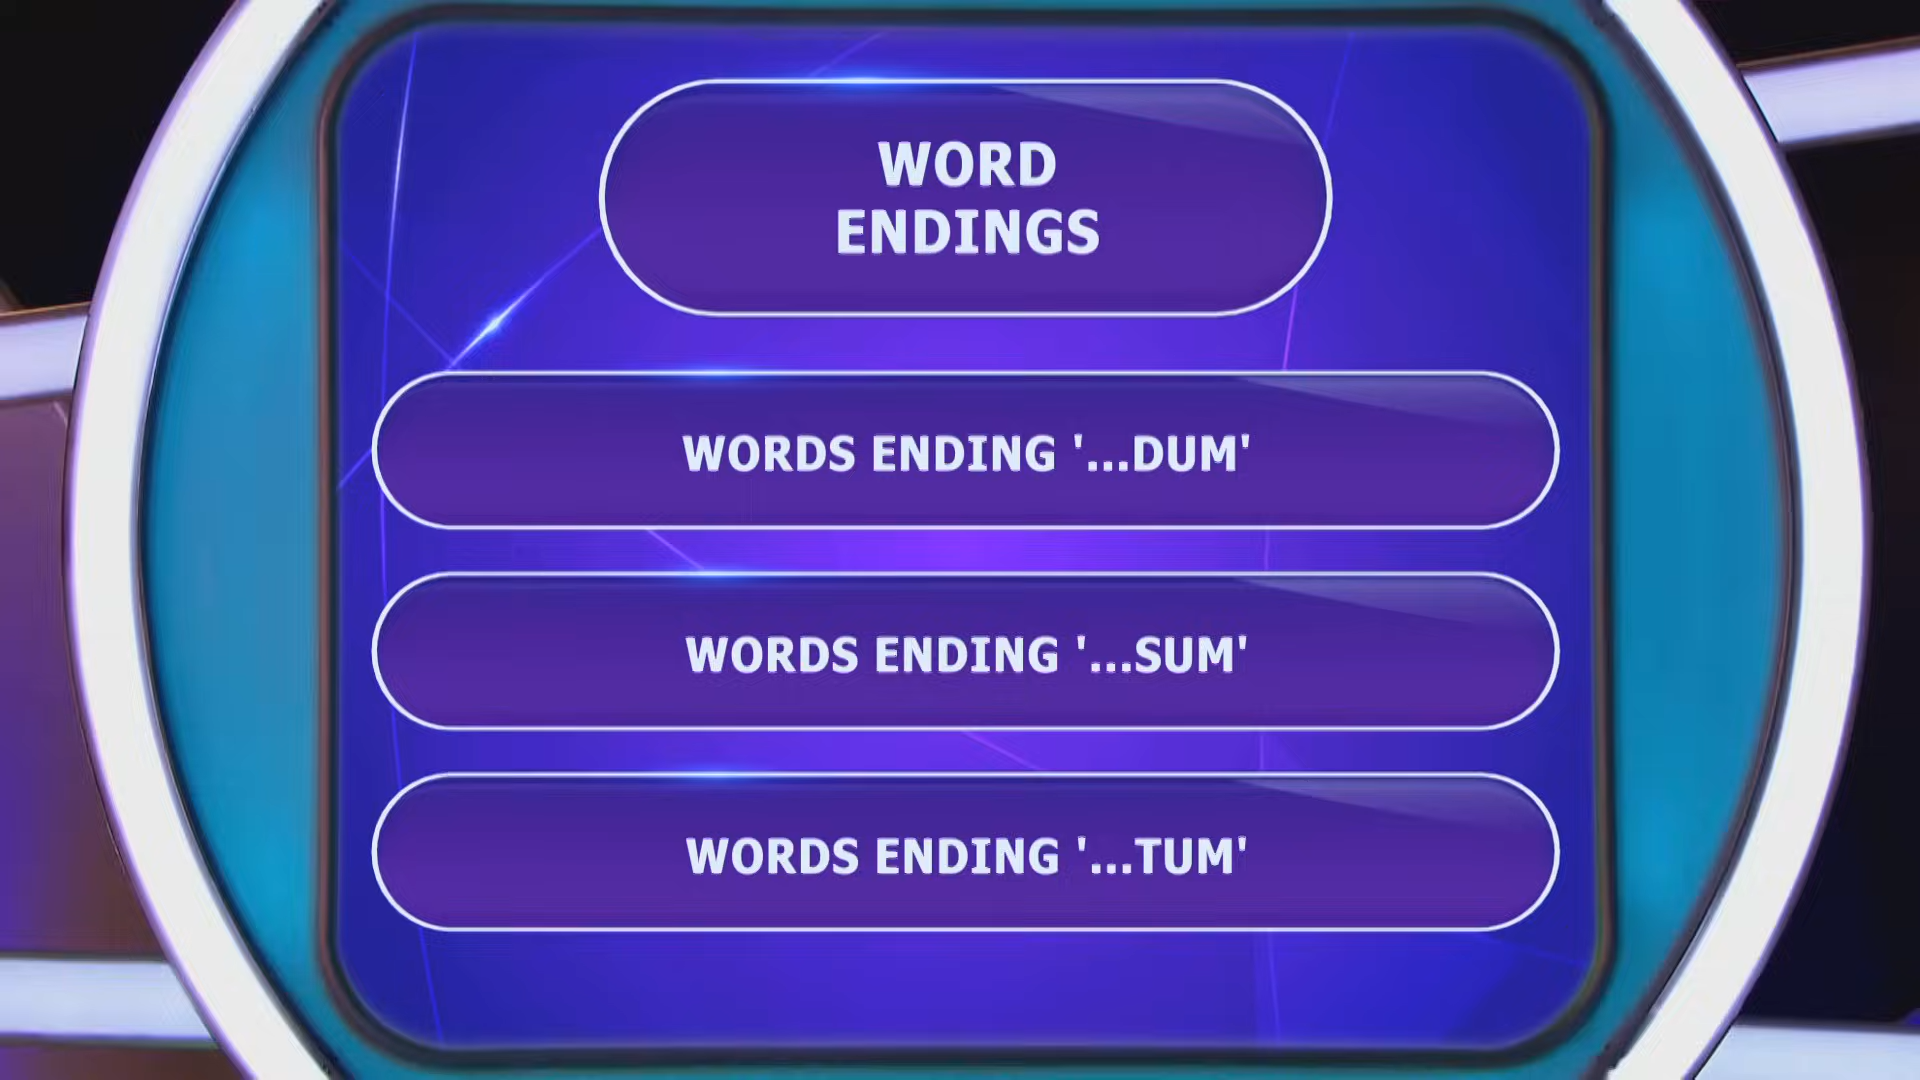 WORD
ENDINGS
WORDS ENDING '...DUM'
WORDS ENDING '...SUM'
WORDS ENDING '...TUM'